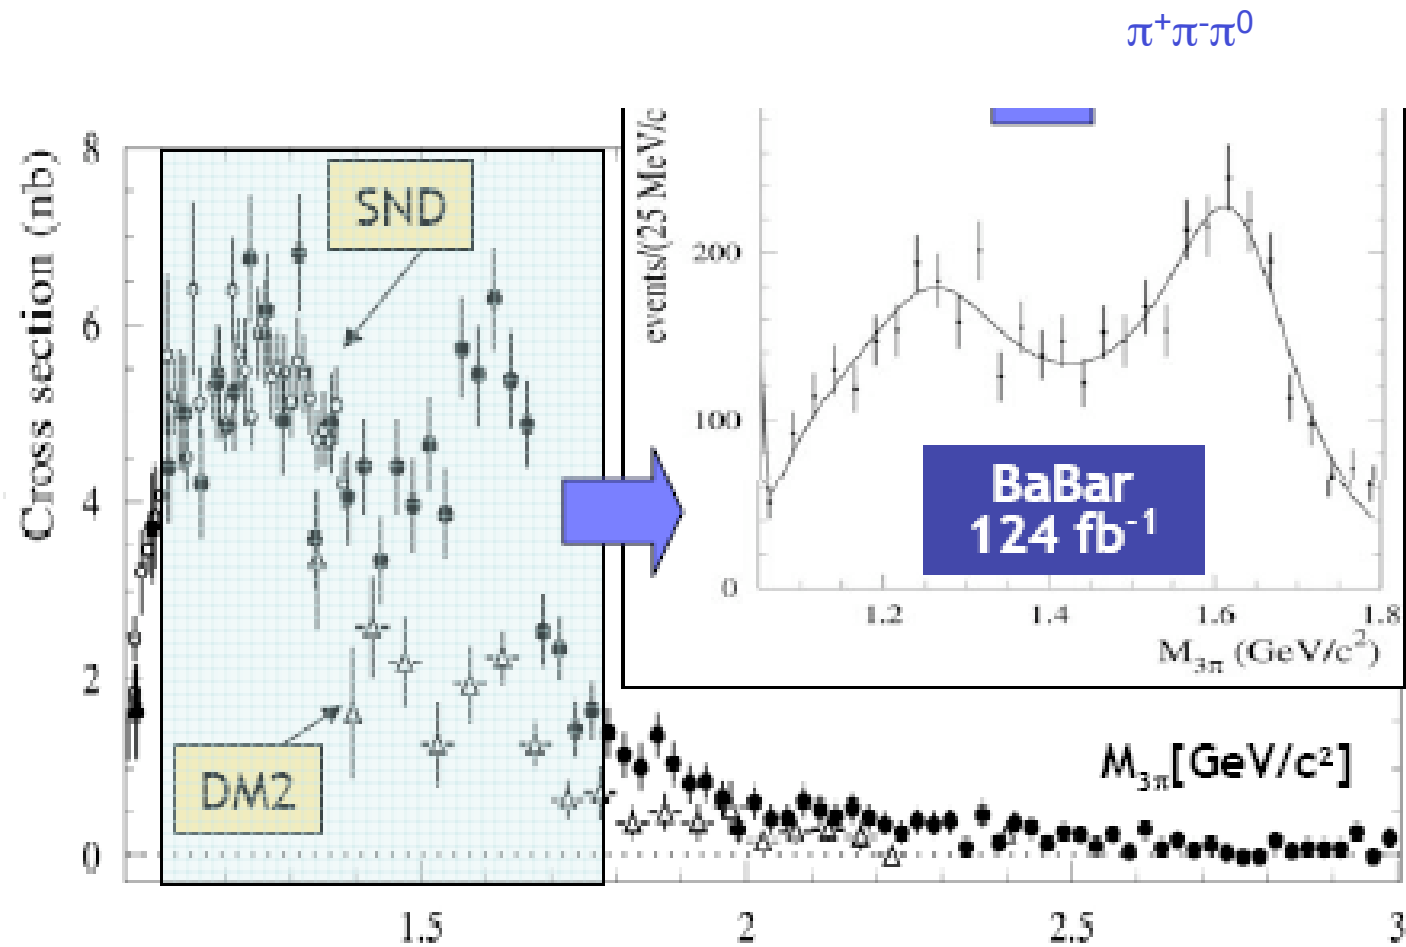 π⁺π⁻π⁰
Cross section (nb)
8
6
4
2
0
SND
DM2
events/(25 MeV/c
200
100
0
BaBar
124 fb⁻¹
1.2 1.4 1.6 1.8
M₃π (GeV/c²)
M₃π[GeV/c²]
1.5 2 2.5 3